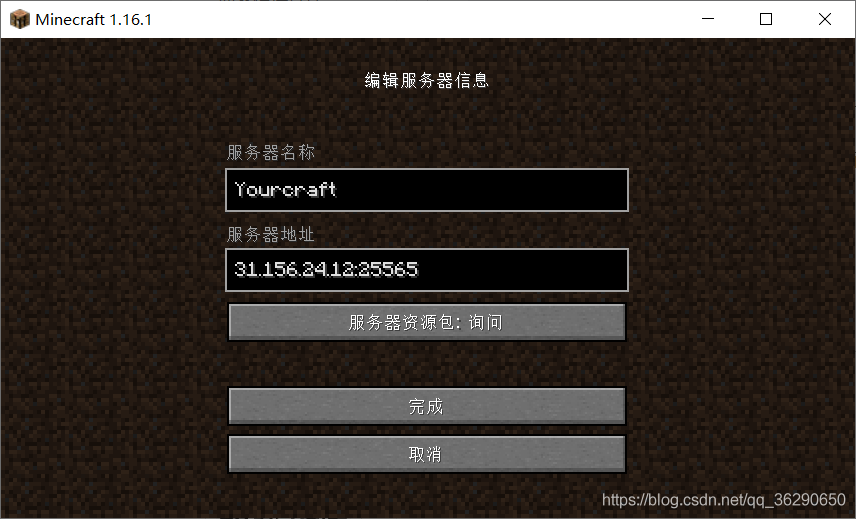 Minecraft 1.16.1
编辑服务器信息
服务器名称
Yourcraft
服务器地址
31.156.24.12:25565
服务器资源包: 询问
完成
取消
https://blog.csdn.net/qq_36290650